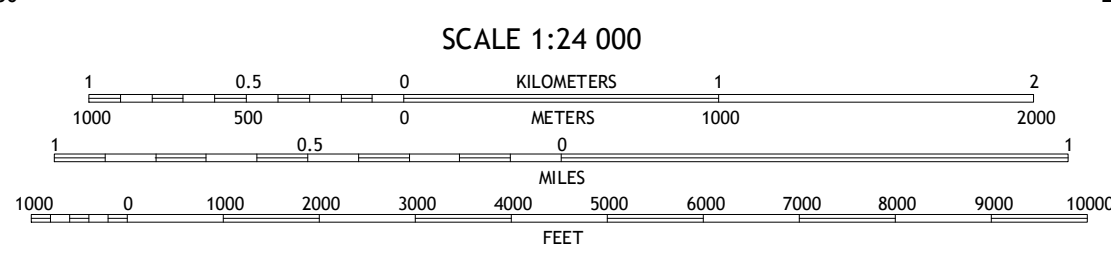 SCALE 1:24 000
1 0.5 0 KILOMETERS 1 2
1000 500 0 METERS 1000 2000
1 0.5 0 1
MILES
1000 0 1000 2000 3000 4000 5000 6000 7000 8000 9000 10000
FEET